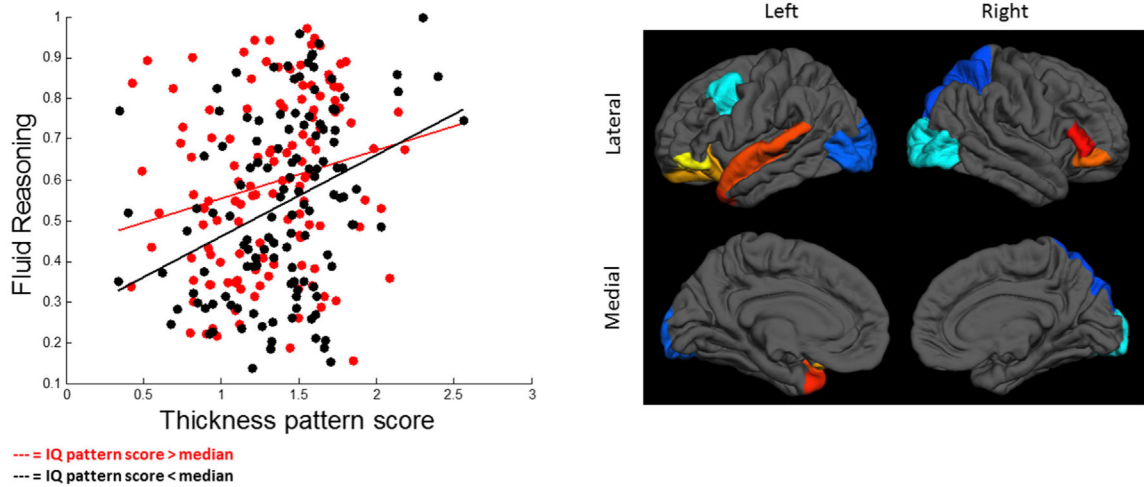 Left Right
1
0.9
0.8
0.7
0.6
0.5
0.4
0.3
0.2
0.1
Fluid Reasoning
0 0.5 1 1.5 2 2.5 3
Thickness pattern score
--- = IQ pattern score > median
--- = IQ pattern score < median
Lateral
Medial